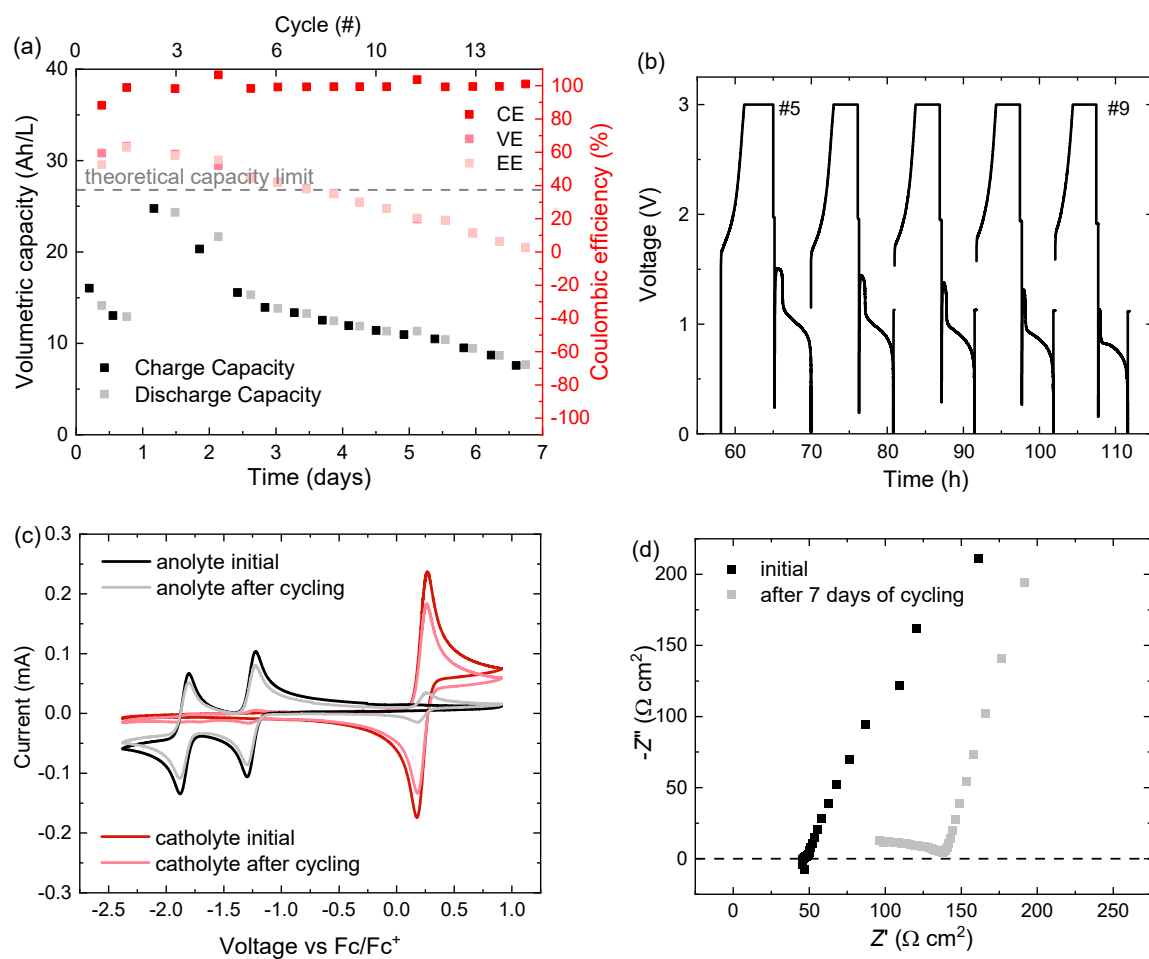 (a)
Cycle (#)
0 3 6 10 13
40
30
20
10
0
Volumetric capacity (Ah/L)
100
80
60
40
20
0
-20
-40
-60
-80
-100
Coulombic efficiency (%)
CE
VE
EE
theoretical capacity limit
Charge Capacity
Discharge Capacity
0 1 2 3 4 5 6 7
Time (days)
(b)
3
2
1
0
Voltage (V)
#5
#9
60 70 80 90 100 110
Time (h)
(c)
0.3
0.2
0.1
0.0
-0.1
-0.2
-0.3
Current (mA)
anolyte initial
anolyte after cycling
catholyte initial
catholyte after cycling
-2.5 -2.0 -1.5 -1.0 -0.5 0.0 0.5 1.0
Voltage vs Fc/Fc⁺
(d)
200
150
100
50
0
-Z'' (Ω cm²)
initial
after 7 days of cycling
0 50 100 150 200 250
Z' (Ω cm²)